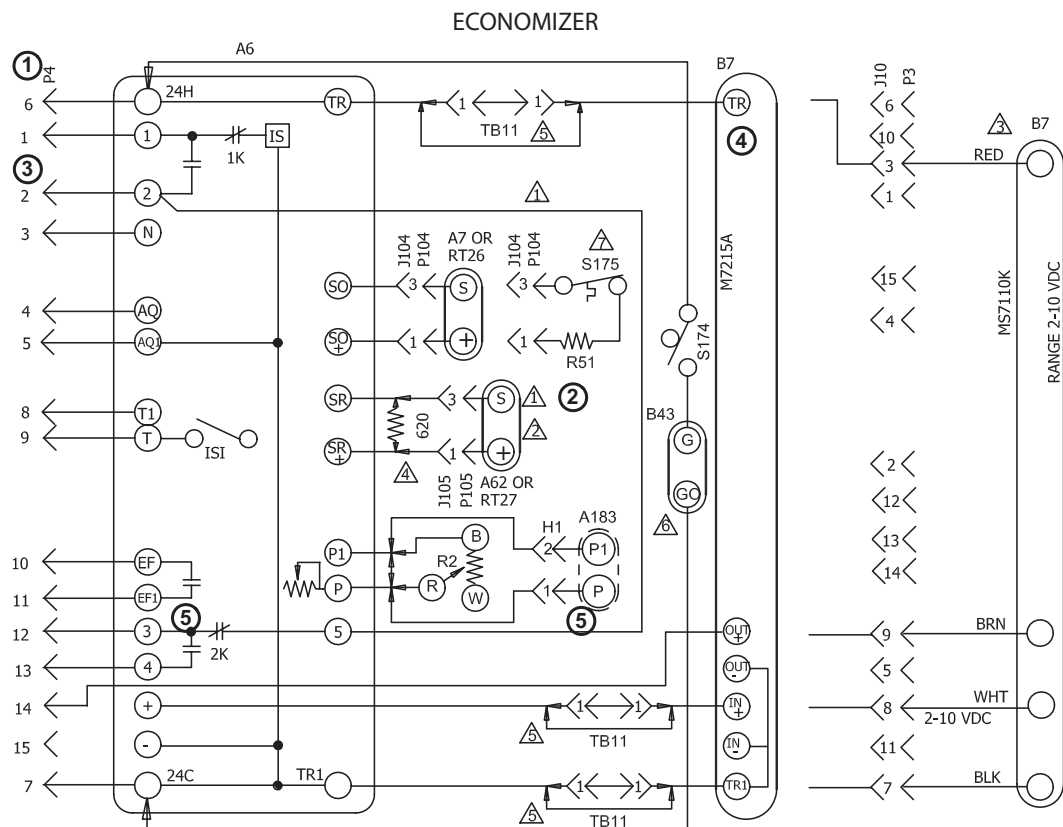 ECONOMIZER
1 P4 A6 B7 J10 P3
6 24H TR 1 1 TR 6 3 B7
TB11 5 4 10
1 1 IS 3 RED
1K
3
2 2 1 1
3 N
J104 P104 A7 OR RT26 J104 P104 7 S175 M7215A MS7110K RANGE 2-10 VDC
SO 3 S 3 15
4 AQ 4
5 AQ1 SO+ 1 + 1 R51 S174
SR 3 S 1 2
8 T1 620 2 B43
9 T ISI G
SR+ 1 + 2
4 J105 P105 A62 OR RT27 GO 12
6
H1 A183 13
10 EF P1 B 2 P1 14
R2
11 EF1 P R W 1 P
5 5
12 3 2K 5 OUT+ 9 BRN
13 4 OUT- 5
14 + 1 1 IN+ 8 WHT
5 TB11 2-10 VDC
15 - IN- 11
7 24C TR1 1 1 TR1 7 BLK
5 TB11